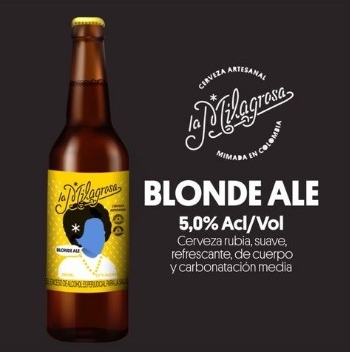 CERVEZA ARTESANAL
la Milagrosa
MIMADA EN COLOMBIA
BLONDE ALE
5,0% Acl/Vol
Cerveza rubia, suave,
refrescante, de cuerpo
y carbonatación media
la Milagrosa
BLONDE ALE